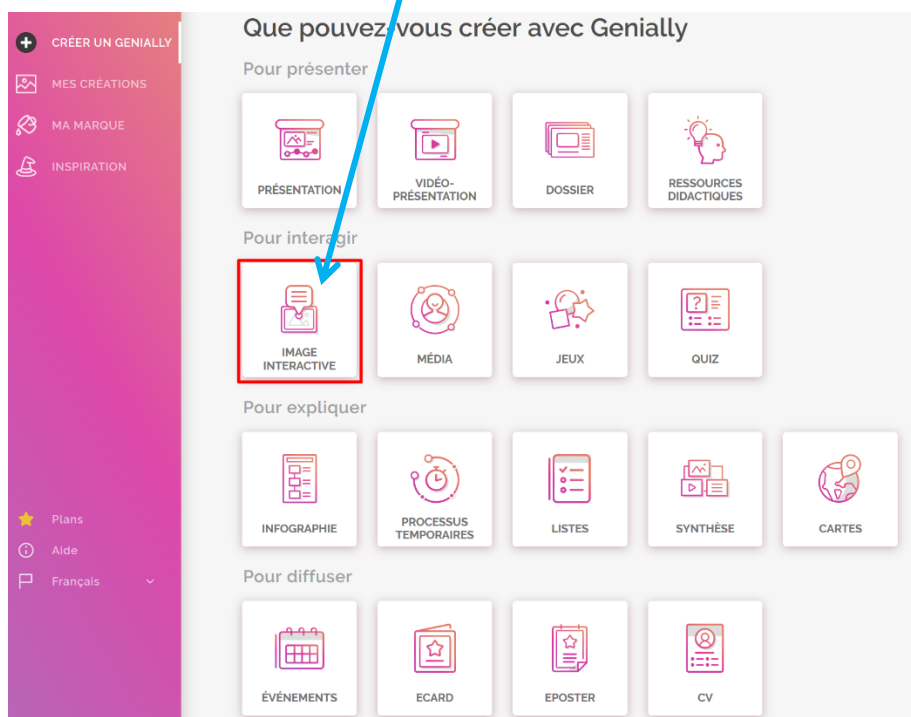 CRÉER UN GENIALLY
MES CRÉATIONS
MA MARQUE
INSPIRATION
Plans
Aide
Français
Que pouvez-vous créer avec Genially
Pour présenter
PRÉSENTATION
VIDÉO-
PRÉSENTATION
DOSSIER
RESSOURCES
DIDACTIQUES
Pour interagir
IMAGE
INTERACTIVE
MÉDIA
JEUX
QUIZ
Pour expliquer
INFOGRAPHIE
PROCESSUS
TEMPORAIRES
LISTES
SYNTHÈSE
CARTES
Pour diffuser
ÉVÉNEMENTS
ECARD
EPOSTER
CV